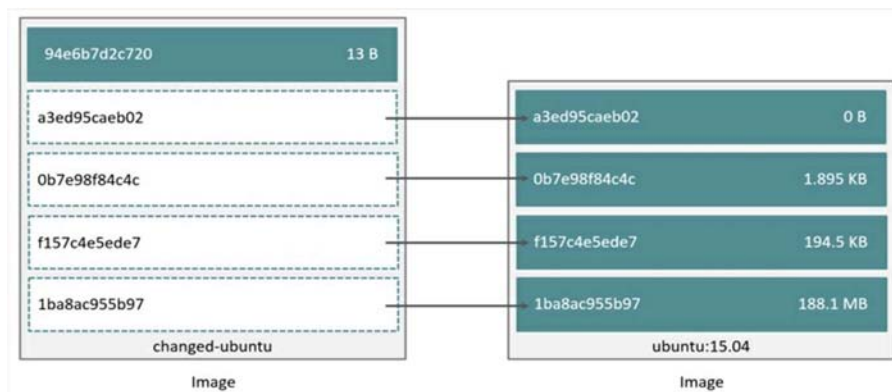 94e6b7d2c720 13 B
a3ed95caeb02
0b7e98f84c4c
f157c4e5ede7
1ba8ac955b97
changed-ubuntu
Image
a3ed95caeb02 0 B
0b7e98f84c4c 1.895 KB
f157c4e5ede7 194.5 KB
1ba8ac955b97 188.1 MB
ubuntu:15.04
Image